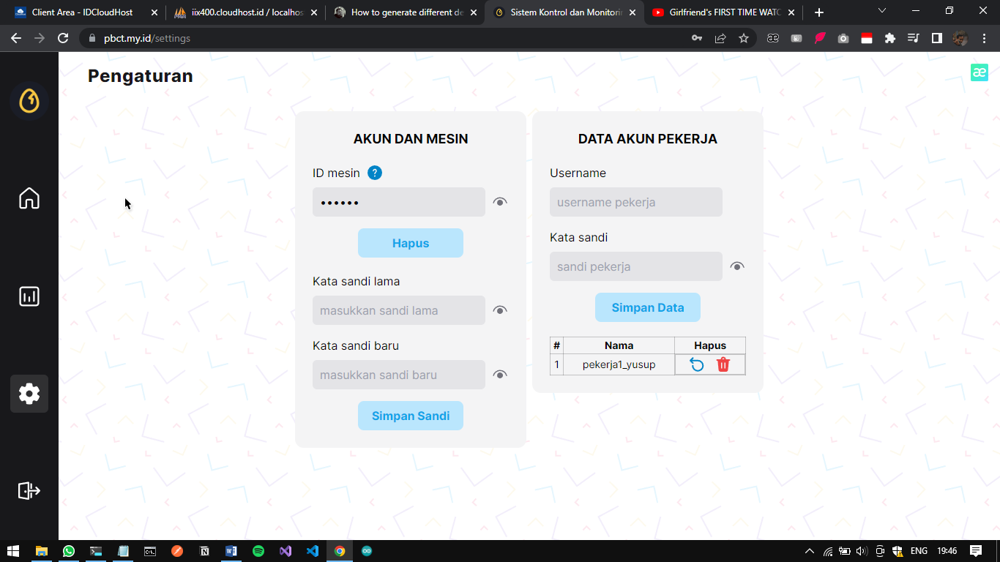 Client Area - IDCloudHost
iix400.cloudhost.id / localhos
How to generate different de
Sistem Kontrol dan Monitorin
Girlfriend's FIRST TIME WATC
pbct.my.id/settings
Pengaturan
æ
AKUN DAN MESIN
ID mesin ?
••••••
Hapus
Kata sandi lama
masukkan sandi lama
Kata sandi baru
masukkan sandi baru
Simpan Sandi
DATA AKUN PEKERJA
Username
username pekerja
Kata sandi
sandi pekerja
Simpan Data
# Nama Hapus
1 pekerja1_yusup
ENG 19:46